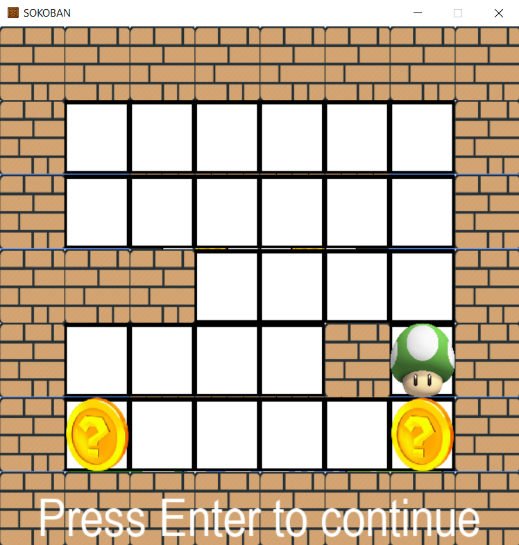 SOKOBAN
?
?
Press Enter to continue